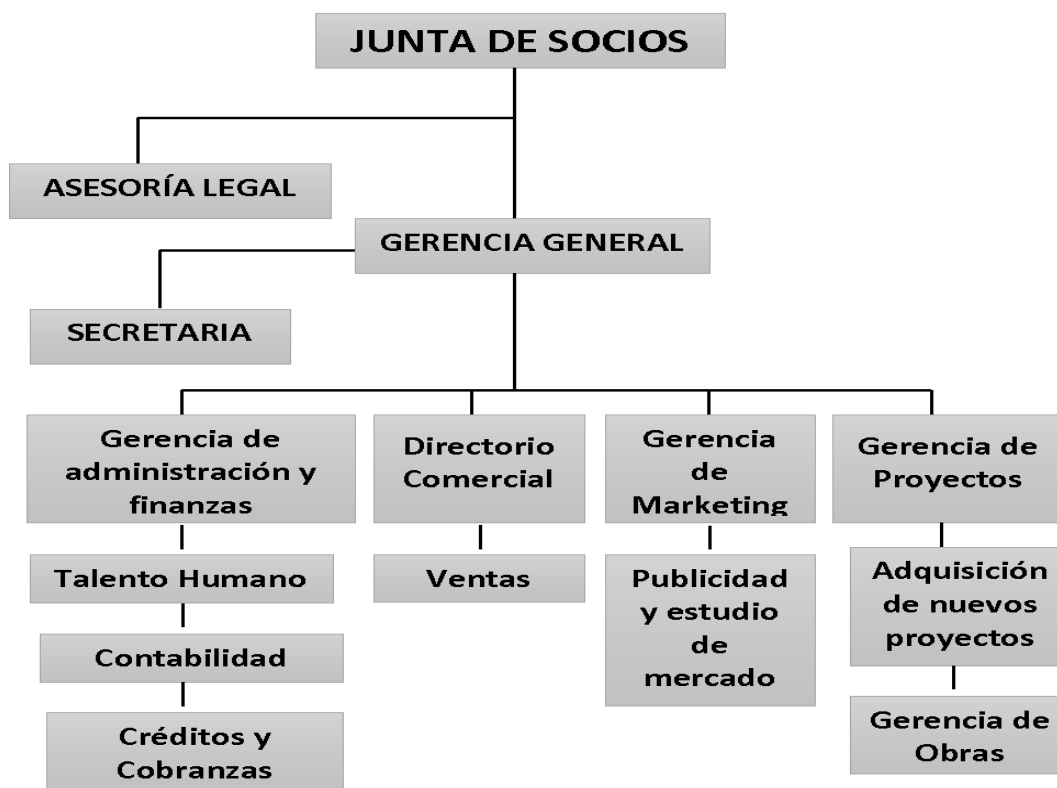 JUNTA DE SOCIOS
ASESORÍA LEGAL
GERENCIA GENERAL
SECRETARIA
Gerencia de
administración y
finanzas
Directorio
Comercial
Gerencia
de
Marketing
Gerencia de
Proyectos
Talento Humano
Ventas
Publicidad
y estudio
de
mercado
Adquisición
de nuevos
proyectos
Contabilidad
Créditos y
Cobranzas
Gerencia de
Obras